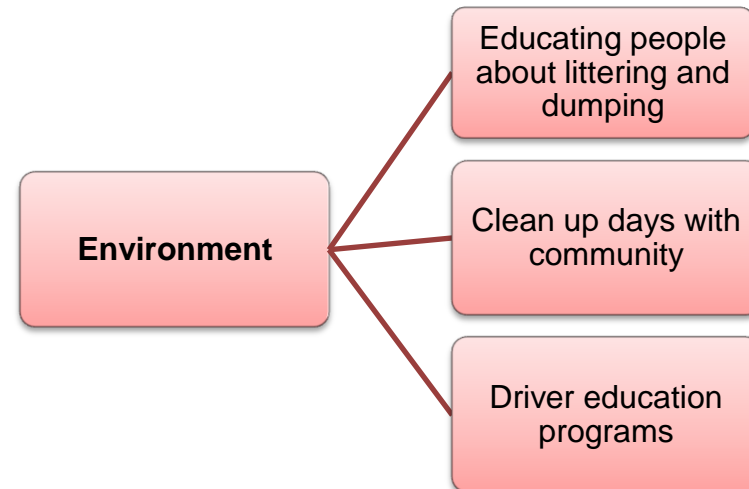 Environment
Educating people
about littering and
dumping
Clean up days with
community
Driver education
programs